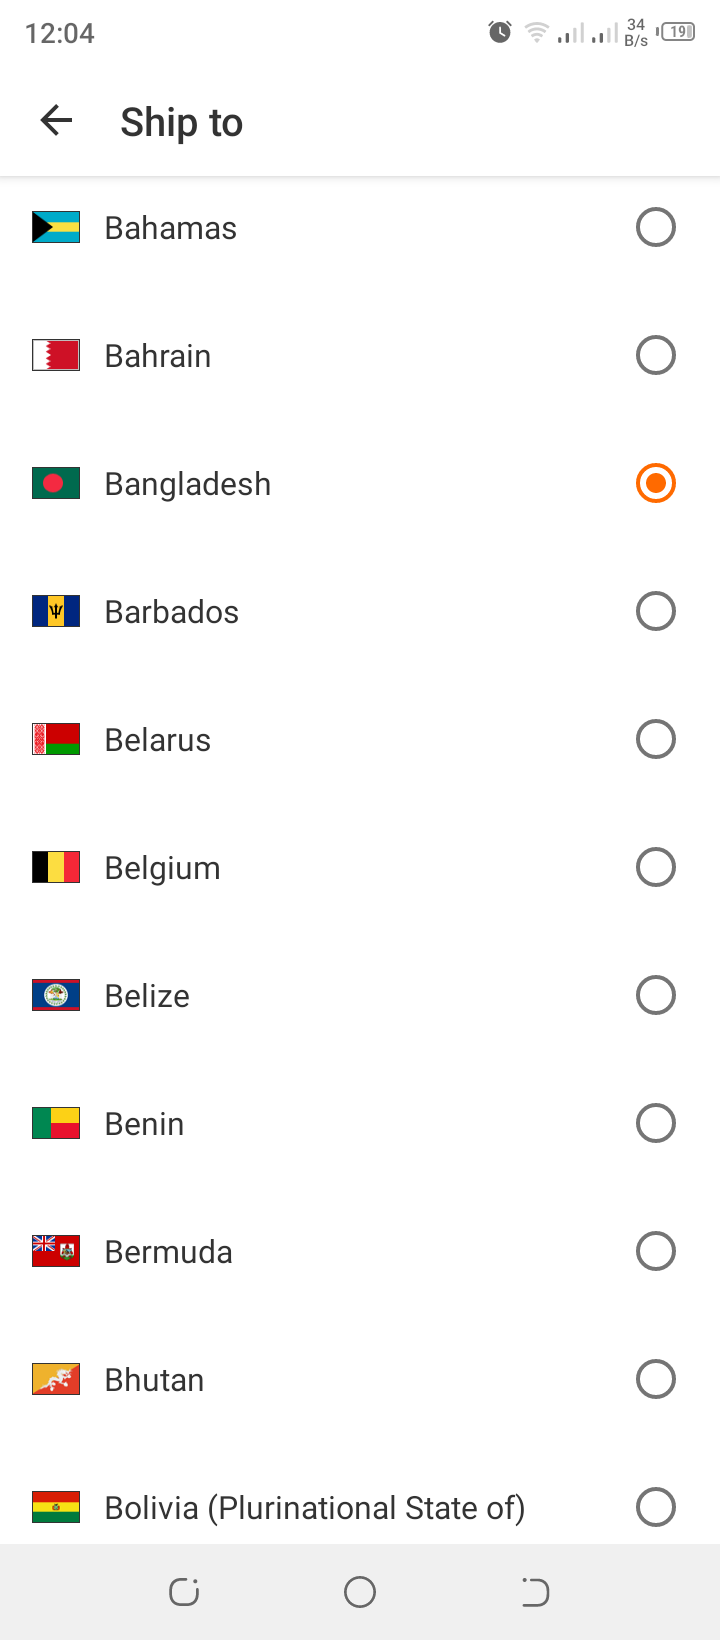 12:04
34
B/s
19
Ship to
Bahamas
Bahrain
Bangladesh
Barbados
Belarus
Belgium
Belize
Benin
Bermuda
Bhutan
Bolivia (Plurinational State of)